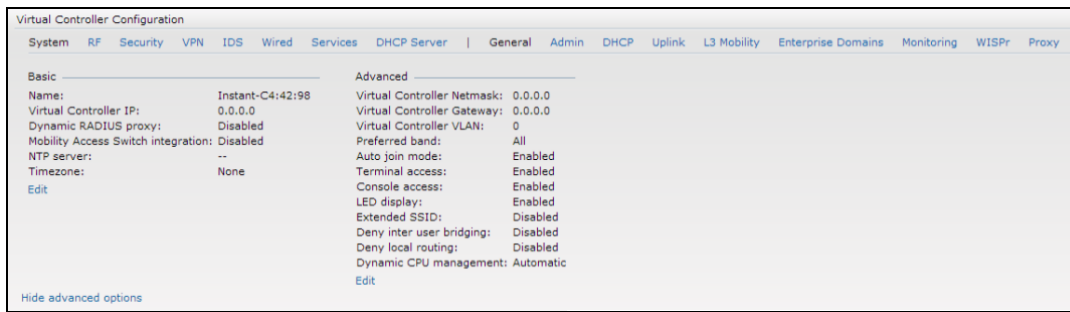 Virtual Controller Configuration
System RF Security VPN IDS Wired Services DHCP Server | General Admin DHCP Uplink L3 Mobility Enterprise Domains Monitoring WISPr Proxy
Basic
Name: Instant-C4:42:98
Virtual Controller IP: 0.0.0.0
Dynamic RADIUS proxy: Disabled
Mobility Access Switch integration: Disabled
NTP server: --
Timezone: None
Edit
Advanced
Virtual Controller Netmask: 0.0.0.0
Virtual Controller Gateway: 0.0.0.0
Virtual Controller VLAN: 0
Preferred band: All
Auto join mode: Enabled
Terminal access: Enabled
Console access: Enabled
LED display: Enabled
Extended SSID: Disabled
Deny inter user bridging: Disabled
Deny local routing: Disabled
Dynamic CPU management: Automatic
Edit
Hide advanced options